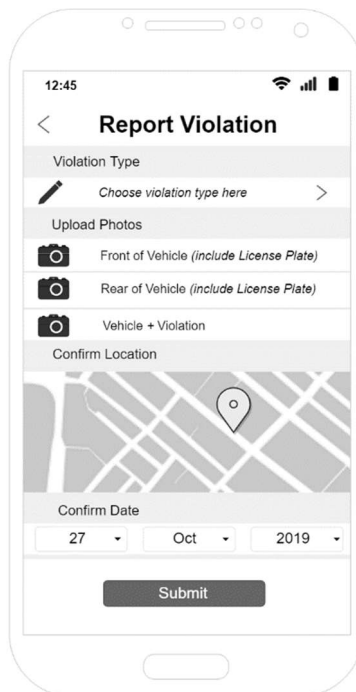 12:45
Report Violation
Violation Type
Choose violation type here
Upload Photos
Front of Vehicle (include License Plate)
Rear of Vehicle (include License Plate)
Vehicle + Violation
Confirm Location
Confirm Date
27 Oct 2019
Submit